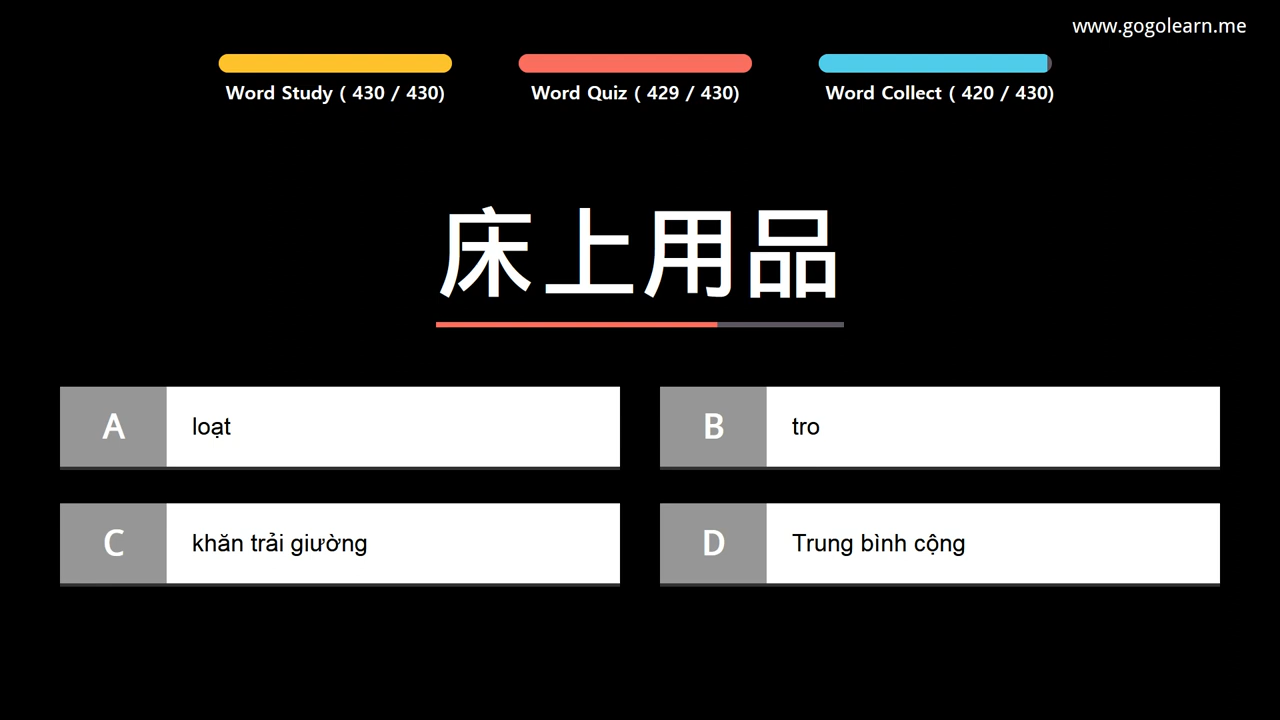 www.gogolearn.me
Word Study ( 430 / 430)
Word Quiz ( 429 / 430)
Word Collect ( 420 / 430)
床上用品
A loạt
B tro
C khăn trải giường
D Trung bình cộng